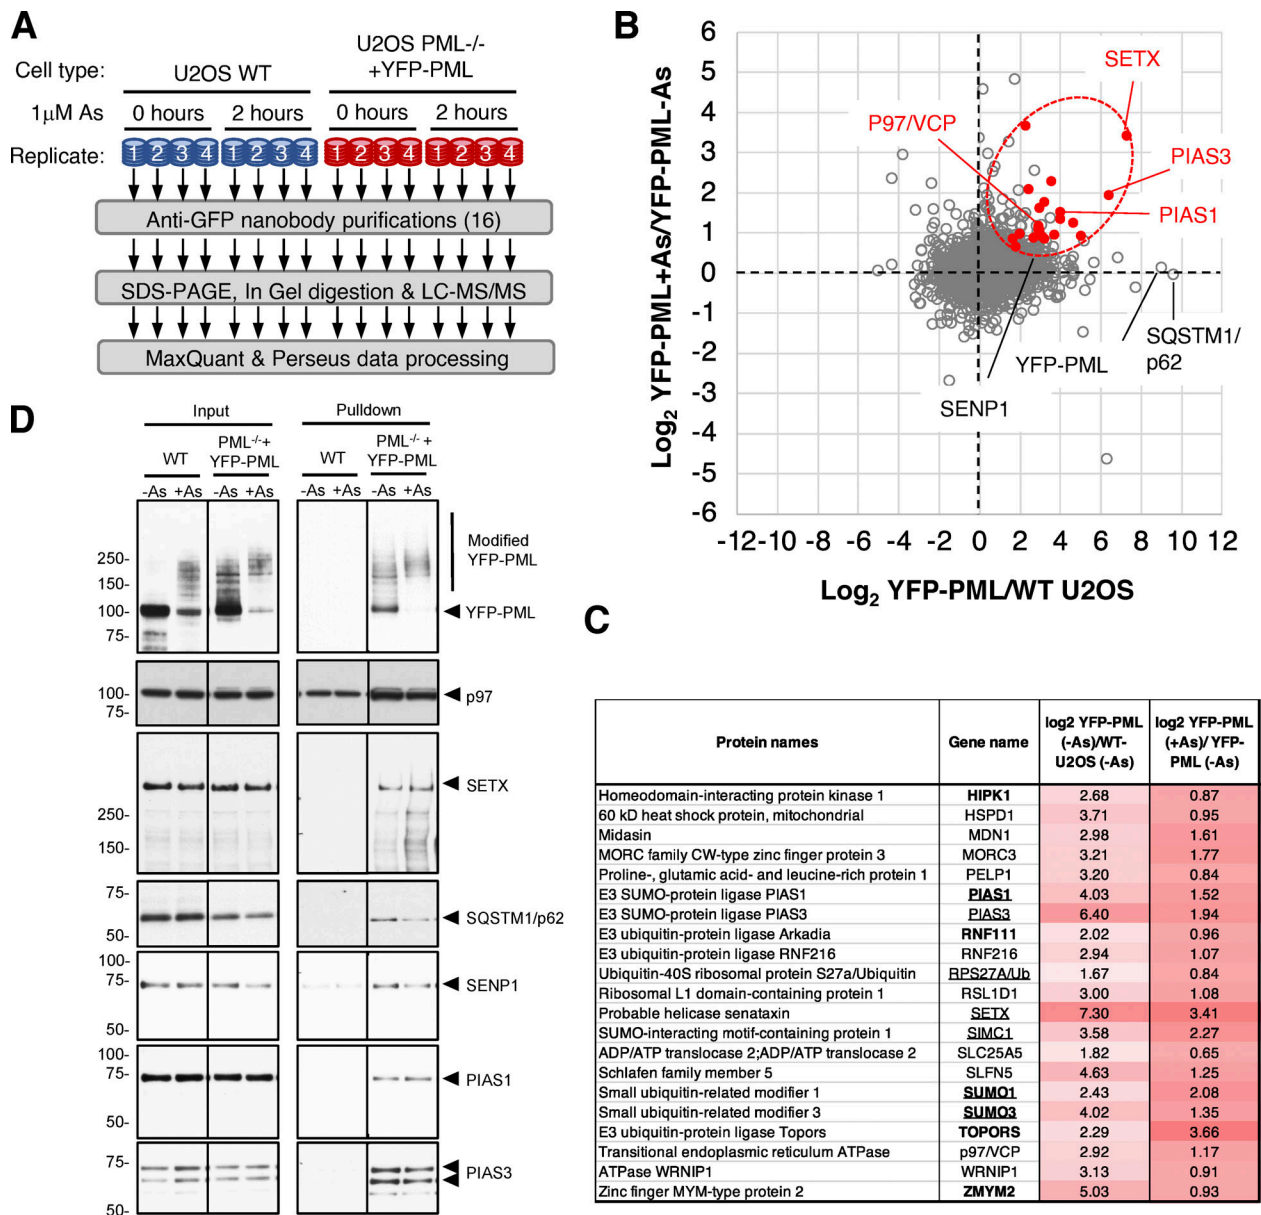 A
Cell type:
U2OS WT
U2OS PML-/-
+YFP-PML
1µM As
0 hours
2 hours
0 hours
2 hours
Replicate:
1 2 3 4 1 2 3 4 1 2 3 4 1 2 3 4
Anti-GFP nanobody purifications (16)
SDS-PAGE, In Gel digestion & LC-MS/MS
MaxQuant & Perseus data processing
B
Log2 YFP-PML+As/YFP-PML-As
6
5
4
3
2
1
0
-1
-2
-3
-4
-5
-6
-12 -10 -8 -6 -4 -2 0 2 4 6 8 10 12
Log2 YFP-PML/WT U2OS
SETX
P97/VCP
PIAS3
PIAS1
SQSTM1/
p62
YFP-PML
SENP1
C
Protein names
Gene name
log2 YFP-PML
(-As)/WT-
U2OS (-As)
log2 YFP-PML
(+As)/ YFP-
PML (-As)
Homeodomain-interacting protein kinase 1 HIPK1 2.68 0.87
60 kD heat shock protein, mitochondrial HSPD1 3.71 0.95
Midasin MDN1 2.98 1.61
MORC family CW-type zinc finger protein 3 MORC3 3.21 1.77
Proline-, glutamic acid- and leucine-rich protein 1 PELP1 3.20 0.84
E3 SUMO-protein ligase PIAS1 PIAS1 4.03 1.52
E3 SUMO-protein ligase PIAS3 PIAS3 6.40 1.94
E3 ubiquitin-protein ligase Arkadia RNF111 2.02 0.96
E3 ubiquitin-protein ligase RNF216 RNF216 2.94 1.07
Ubiquitin-40S ribosomal protein S27a/Ubiquitin RPS27A/Ub 1.67 0.84
Ribosomal L1 domain-containing protein 1 RSL1D1 3.00 1.08
Probable helicase senataxin SETX 7.30 3.41
SUMO-interacting motif-containing protein 1 SIMC1 3.58 2.27
ADP/ATP translocase 2;ADP/ATP translocase 2 SLC25A5 1.82 0.65
Schlafen family member 5 SLFN5 4.63 1.25
Small ubiquitin-related modifier 1 SUMO1 2.43 2.08
Small ubiquitin-related modifier 3 SUMO3 4.02 1.35
E3 ubiquitin-protein ligase Topors TOPORS 2.29 3.66
Transitional endoplasmic reticulum ATPase p97/VCP 2.92 1.17
ATPase WRNIP1 WRNIP1 3.13 0.91
Zinc finger MYM-type protein 2 ZMYM2 5.03 0.93
D
Input
Pulldown
WT
PML-/-+
YFP-PML
WT
PML-/- +
YFP-PML
-As +As -As +As
-As +As -As +As
250-
150-
100-
75-
Modified
YFP-PML
YFP-PML
100-
75-
p97
250-
150-
SETX
75-
50-
SQSTM1/p62
100-
75-
50-
SENP1
100-
75-
50-
PIAS1
75-
50-
PIAS3